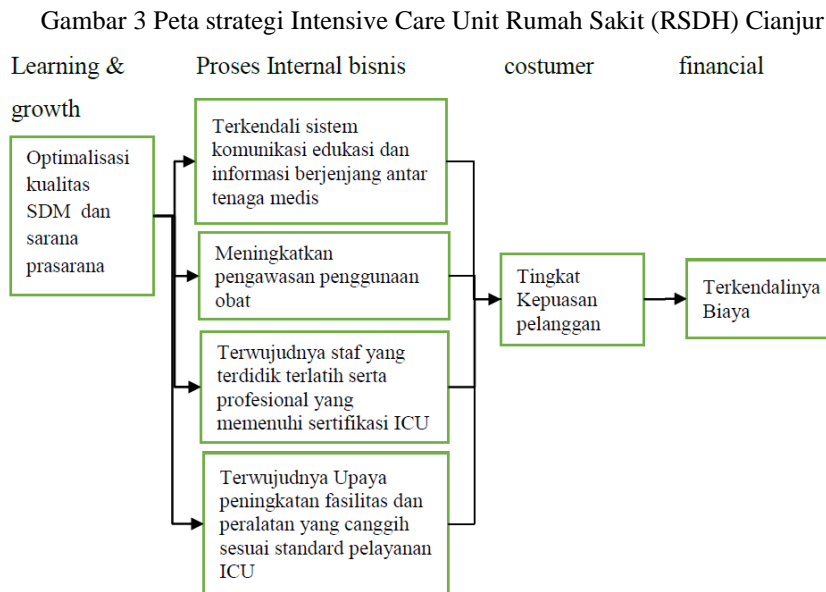 Gambar 3 Peta strategi Intensive Care Unit Rumah Sakit (RSDH) Cianjur
Learning &
growth
Proses Internal bisnis
costumer
financial
Optimalisasi
kualitas
SDM dan
sarana
prasarana
Terkendali sistem
komunikasi edukasi dan
informasi berjenjang antar
tenaga medis
Meningkatkan
pengawasan penggunaan
obat
Terwujudnya staf yang
terdidik terlatih serta
profesional yang
memenuhi sertifikasi ICU
Terwujudnya Upaya
peningkatan fasilitas dan
peralatan yang canggih
sesuai standard pelayanan
ICU
Tingkat
Kepuasan
pelanggan
Terkendalinya
Biaya